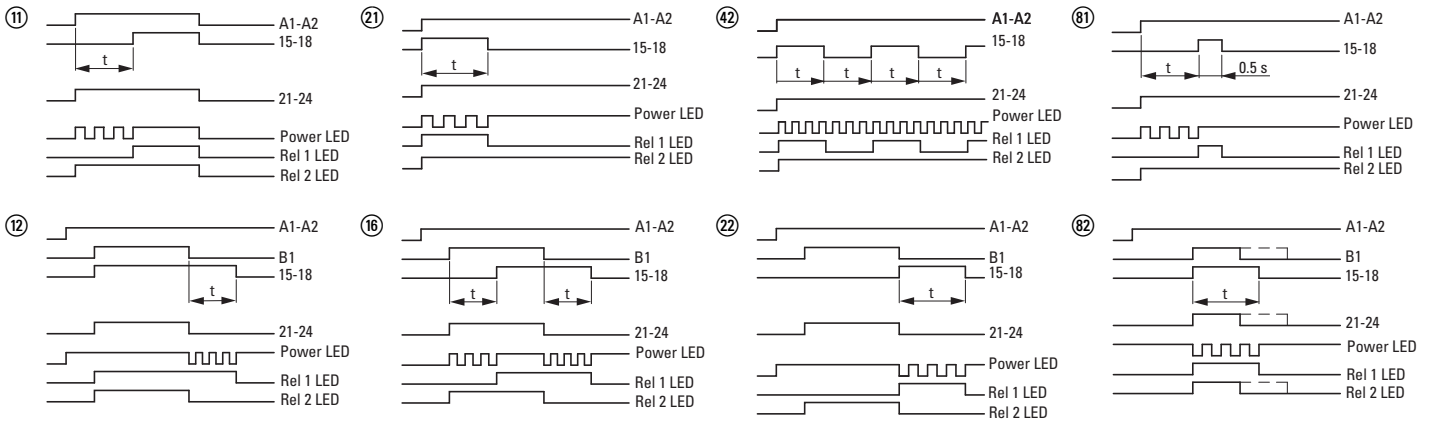 11
A1-A2
15-18
t
21-24
Power LED
Rel 1 LED
Rel 2 LED
21
A1-A2
15-18
t
21-24
Power LED
Rel 1 LED
Rel 2 LED
42
A1-A2
15-18
t t t t
21-24
Power LED
Rel 1 LED
Rel 2 LED
81
A1-A2
15-18
t 0.5 s
21-24
Power LED
Rel 1 LED
Rel 2 LED
12
A1-A2
B1
15-18
t
21-24
Power LED
Rel 1 LED
Rel 2 LED
16
A1-A2
B1
15-18
t t
21-24
Power LED
Rel 1 LED
Rel 2 LED
22
A1-A2
B1
15-18
t
21-24
Power LED
Rel 1 LED
Rel 2 LED
82
A1-A2
B1
15-18
t
21-24
Power LED
Rel 1 LED
Rel 2 LED